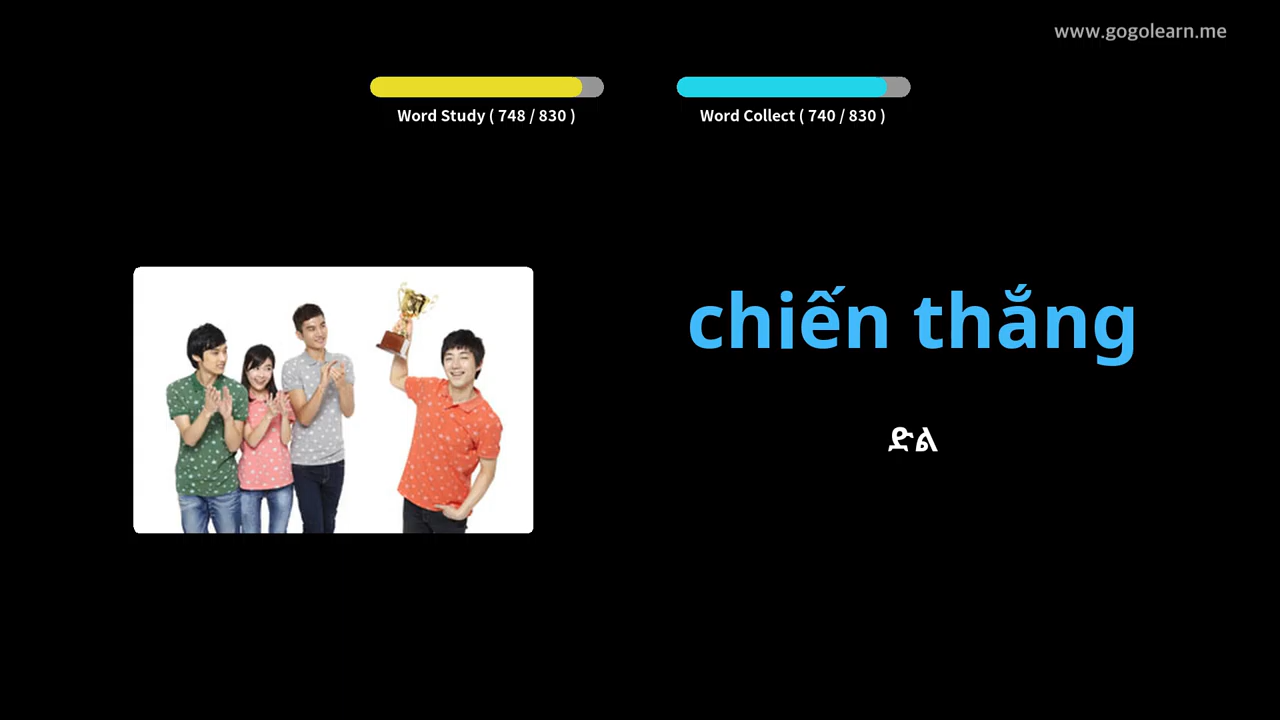 www.gogolearn.me
Word Study ( 748 / 830 )
Word Collect ( 740 / 830 )
chiến thắng
ድል